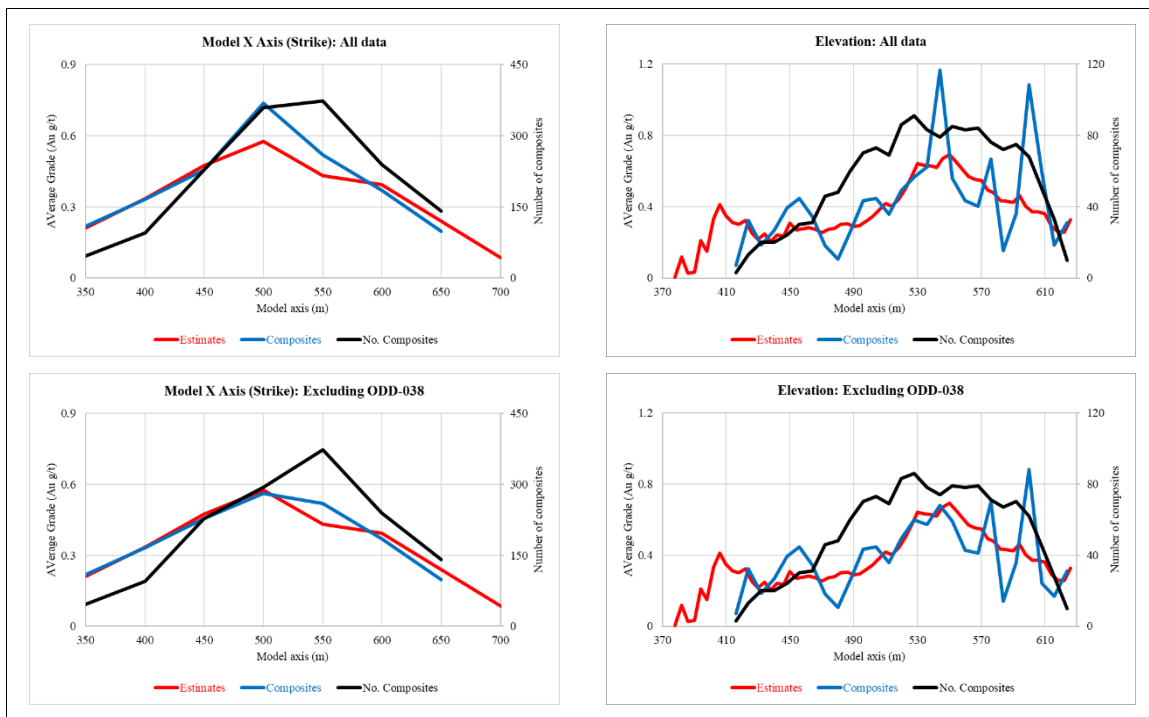 Model X Axis (Strike): All data
AVerage Grade (Au g/t)
0.9
0.6
0.3
0
450
300
150
0
Number of composites
350 400 450 500 550 600 650 700
Model axis (m)
Estimates Composites No. Composites
Elevation: All data
AVerage Grade (Au g/t)
1.2
0.8
0.4
0
120
80
40
0
Number of composites
370 410 450 490 530 570 610
Model axis (m)
Estimates Composites No. Composites
Model X Axis (Strike): Excluding ODD-038
AVerage Grade (Au g/t)
0.9
0.6
0.3
0
450
300
150
0
Number of composites
350 400 450 500 550 600 650 700
Model axis (m)
Estimates Composites No. Composites
Elevation: Excluding ODD-038
AVerage Grade (Au g/t)
1.2
0.8
0.4
0
120
80
40
0
Number of composites
370 410 450 490 530 570 610
Model axis (m)
Estimates Composites No. Composites